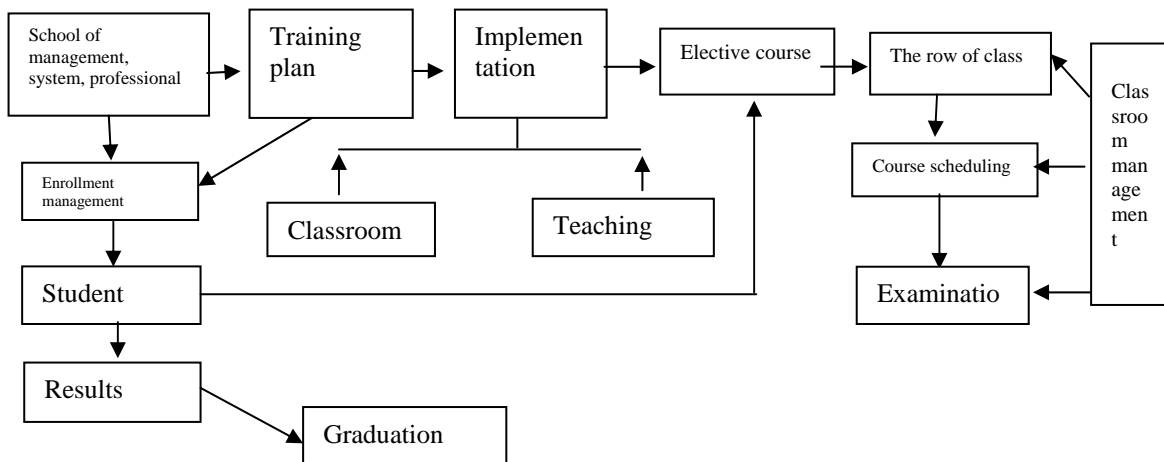 School of
management,
system, professional
Training
plan
Implemen
tation
Elective course
The row of class
Clas
sroo
m
man
age
men
t
Enrollment
management
Course scheduling
Classroom
Teaching
Student
Examinatio
Results
Graduation